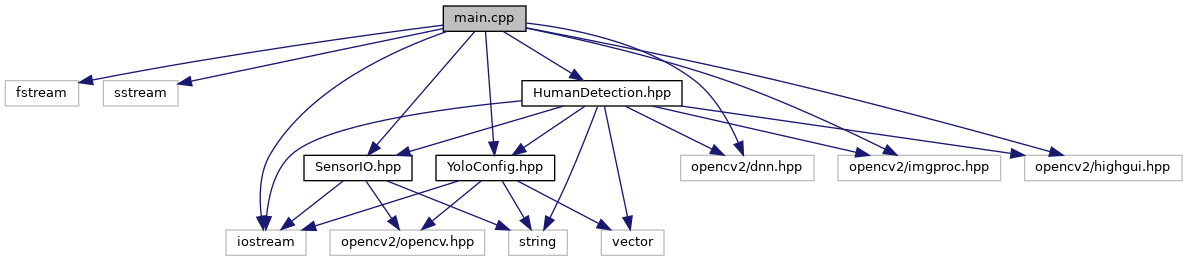 main.cpp
fstream
sstream
HumanDetection.hpp
SensorIO.hpp
YoloConfig.hpp
opencv2/dnn.hpp
opencv2/imgproc.hpp
opencv2/highgui.hpp
iostream
opencv2/opencv.hpp
string
vector